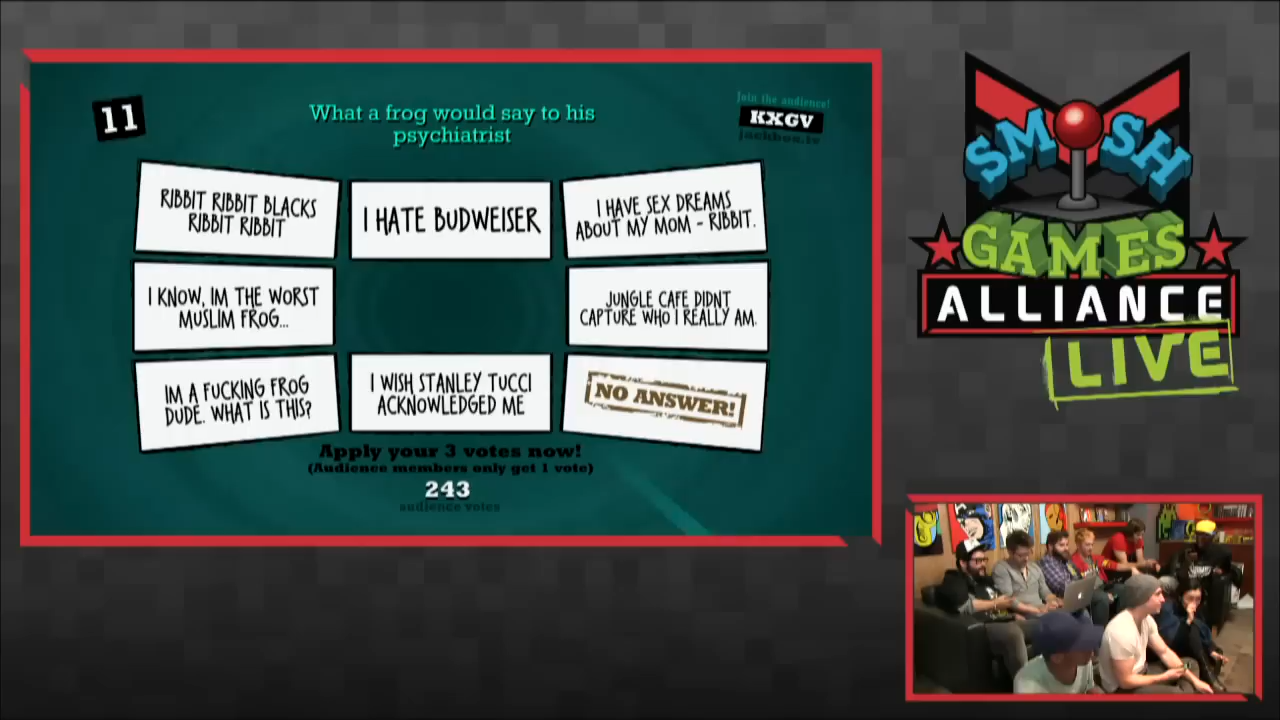 11
What a frog would say to his
psychiatrist
Join the audience!
KXGV
jackbox.tv
RIBBIT RIBBIT BLACKS
RIBBIT RIBBIT
I HATE BUDWEISER
I HAVE SEX DREAMS
ABOUT MY MOM - RIBBIT.
I KNOW, IM THE WORST
MUSLIM FROG...
JUNGLE CAFE DIDNT
CAPTURE WHO I REALLY AM.
IM A FUCKING FROG
DUDE. WHAT IS THIS?
I WISH STANLEY TUCCI
ACKNOWLEDGED ME
NO ANSWER!
Apply your 3 votes now!
(Audience members only get 1 vote)
243
audience votes
SMOSH
GAMES
ALLIANCE
LIVE